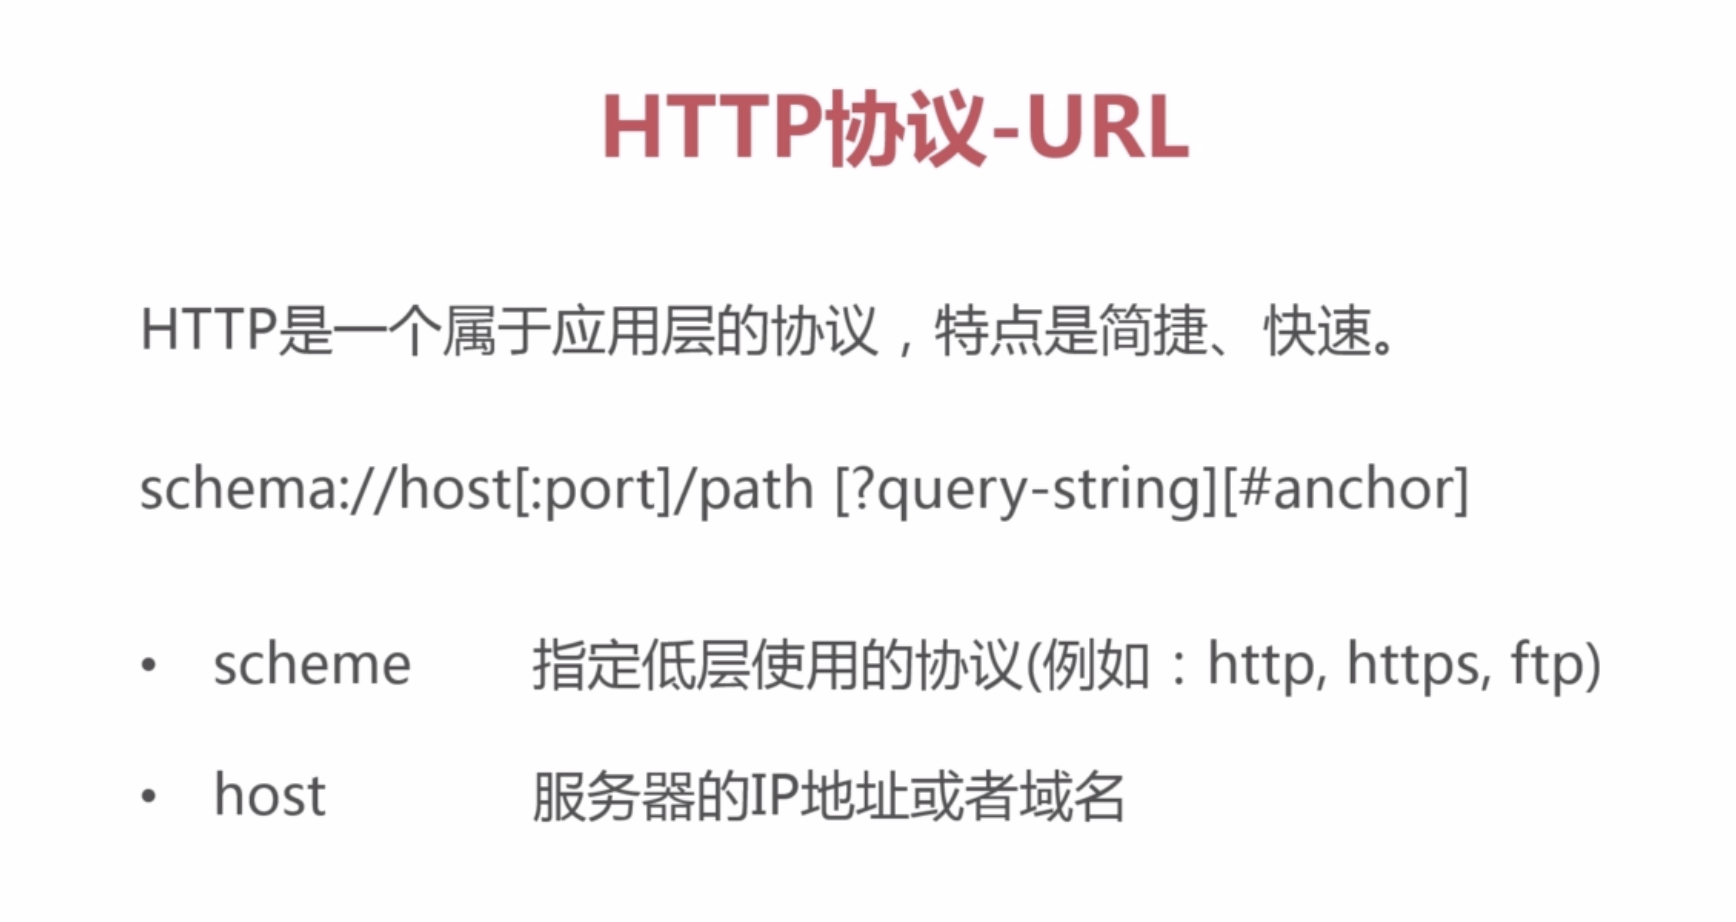 HTTP协议-URL
HTTP是一个属于应用层的协议，特点是简捷、快速。
schema://host[:port]/path [?query-string][#anchor]
• scheme 指定低层使用的协议(例如：http, https, ftp)
• host 服务器的IP地址或者域名